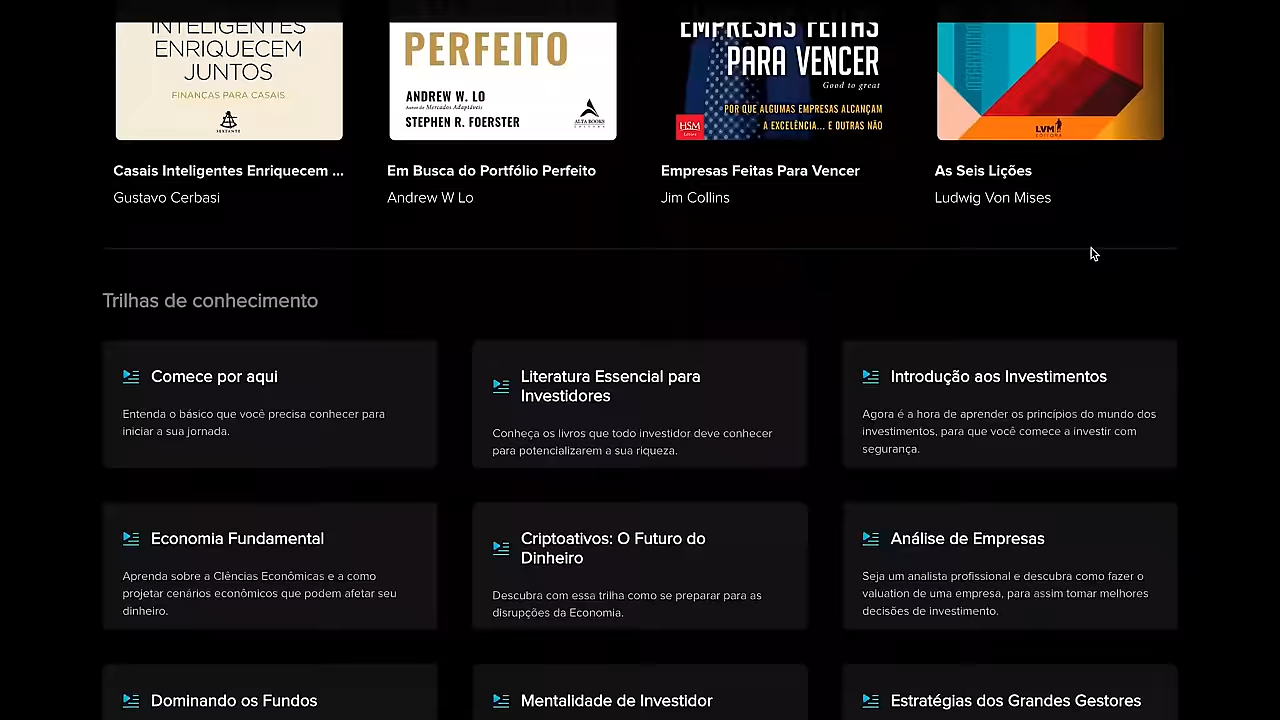 INTELIGENTES
ENRIQUECEM
JUNTOS
FINANÇAS PARA CASAIS
SEXTANTE
PERFEITO
ANDREW W. LO
Autor de Mercados Adaptáveis
STEPHEN R. FOERSTER
ALTA BOOKS
EDITORA
EMPRESAS FEITAS
PARA VENCER
Good to great
POR QUE ALGUMAS EMPRESAS ALCANÇAM
A EXCELÊNCIA... E OUTRAS NÃO
HSM
LVM
EDITORA
Casais Inteligentes Enriquecem ...
Gustavo Cerbasi
Em Busca do Portfólio Perfeito
Andrew W Lo
Empresas Feitas Para Vencer
Jim Collins
As Seis Lições
Ludwig Von Mises
Trilhas de conhecimento
Comece por aqui
Entenda o básico que você precisa conhecer para
iniciar a sua jornada.
Literatura Essencial para
Investidores
Conheça os livros que todo investidor deve conhecer
para potencializarem a sua riqueza.
Introdução aos Investimentos
Agora é a hora de aprender os princípios do mundo dos
investimentos, para que você comece a investir com
segurança.
Economia Fundamental
Aprenda sobre a CIências Econômicas e a como
projetar cenários econômicos que podem afetar seu
dinheiro.
Criptoativos: O Futuro do
Dinheiro
Descubra com essa trilha como se preparar para as
disrupções da Economia.
Análise de Empresas
Seja um analista profissional e descubra como fazer o
valuation de uma empresa, para assim tomar melhores
decisões de investimento.
Dominando os Fundos
Mentalidade de Investidor
Estratégias dos Grandes Gestores